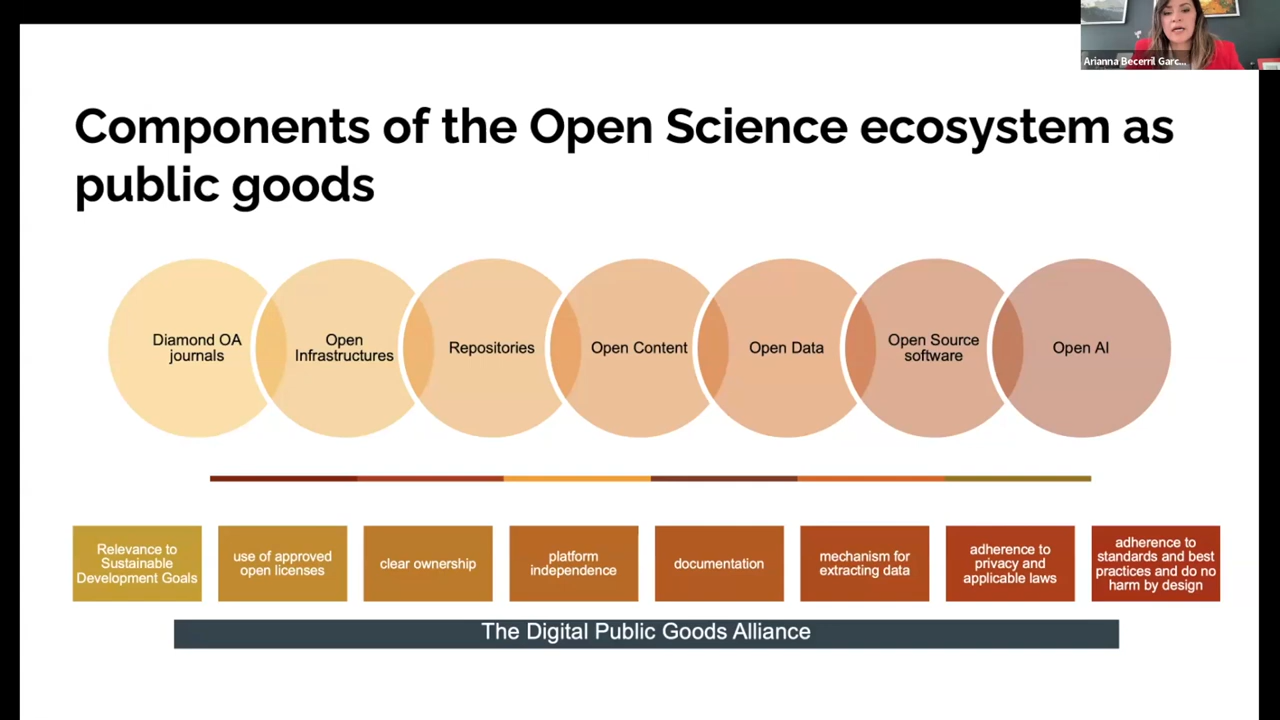 Arianna Becerril Garc...
Components of the Open Science ecosystem as
public goods
Diamond OA
journals
Open
Infrastructures
Repositories
Open Content
Open Data
Open Source
software
Open AI
Relevance to
Sustainable
Development Goals
use of approved
open licenses
clear ownership
platform
independence
documentation
mechanism for
extracting data
adherence to
privacy and
applicable laws
adherence to
standards and best
practices and do no
harm by design
The Digital Public Goods Alliance